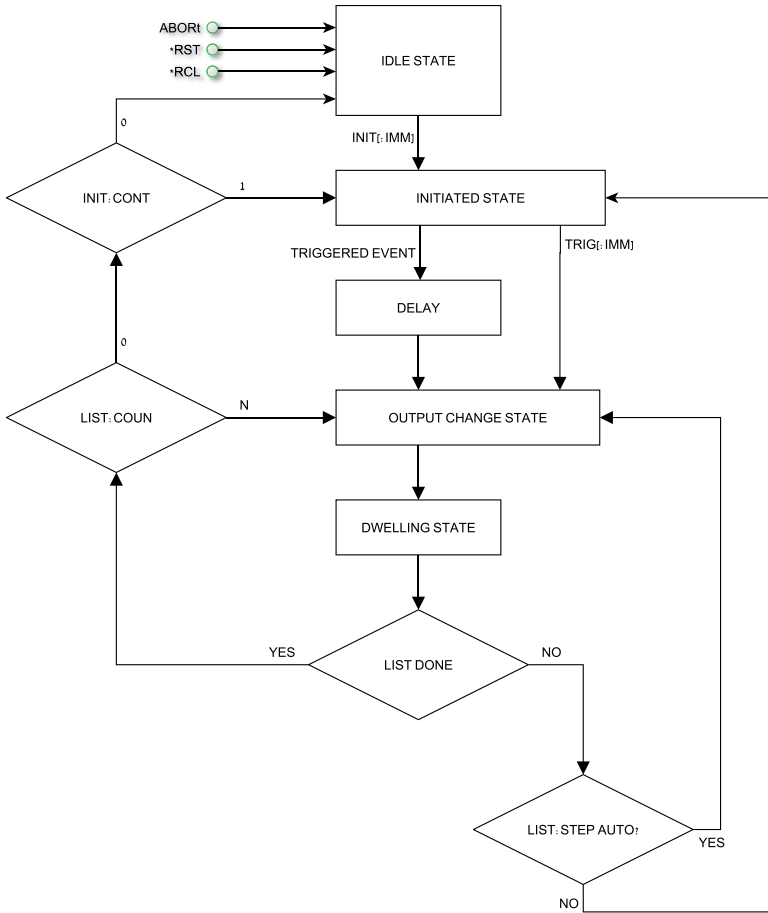 ABORt
*RST
*RCL
IDLE STATE
0
INIT[:IMM]
INIT:CONT
1
INITIATED STATE
TRIGGERED EVENT
TRIG[:IMM]
DELAY
0
LIST:COUN
N
OUTPUT CHANGE STATE
DWELLING STATE
YES
LIST DONE
NO
LIST:STEP AUTO?
YES
NO